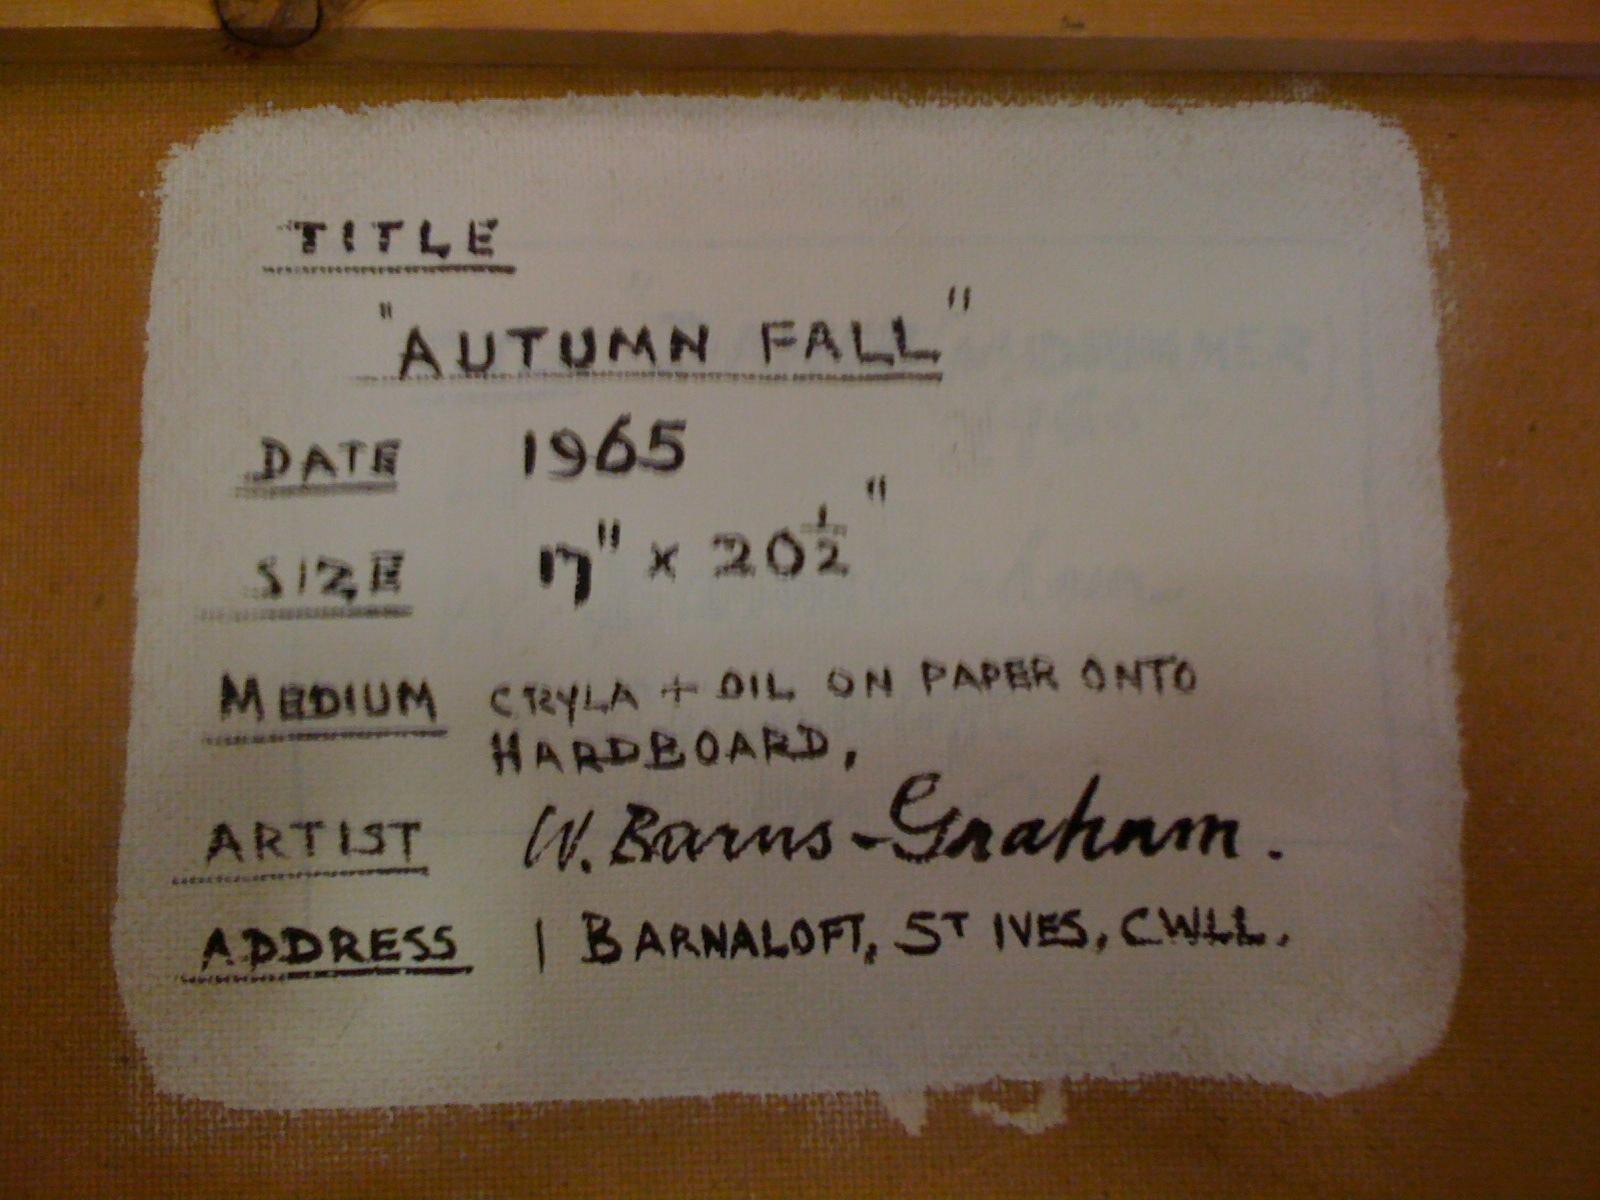 TITLE
"AUTUMN FALL"
DATE 1965
SIZE 17" x 20½"
MEDIUM CRYLA + OIL ON PAPER ONTO
HARDBOARD,
ARTIST W. Barns-Graham.
ADDRESS 1 BARNALOFT, ST IVES, CWLL.